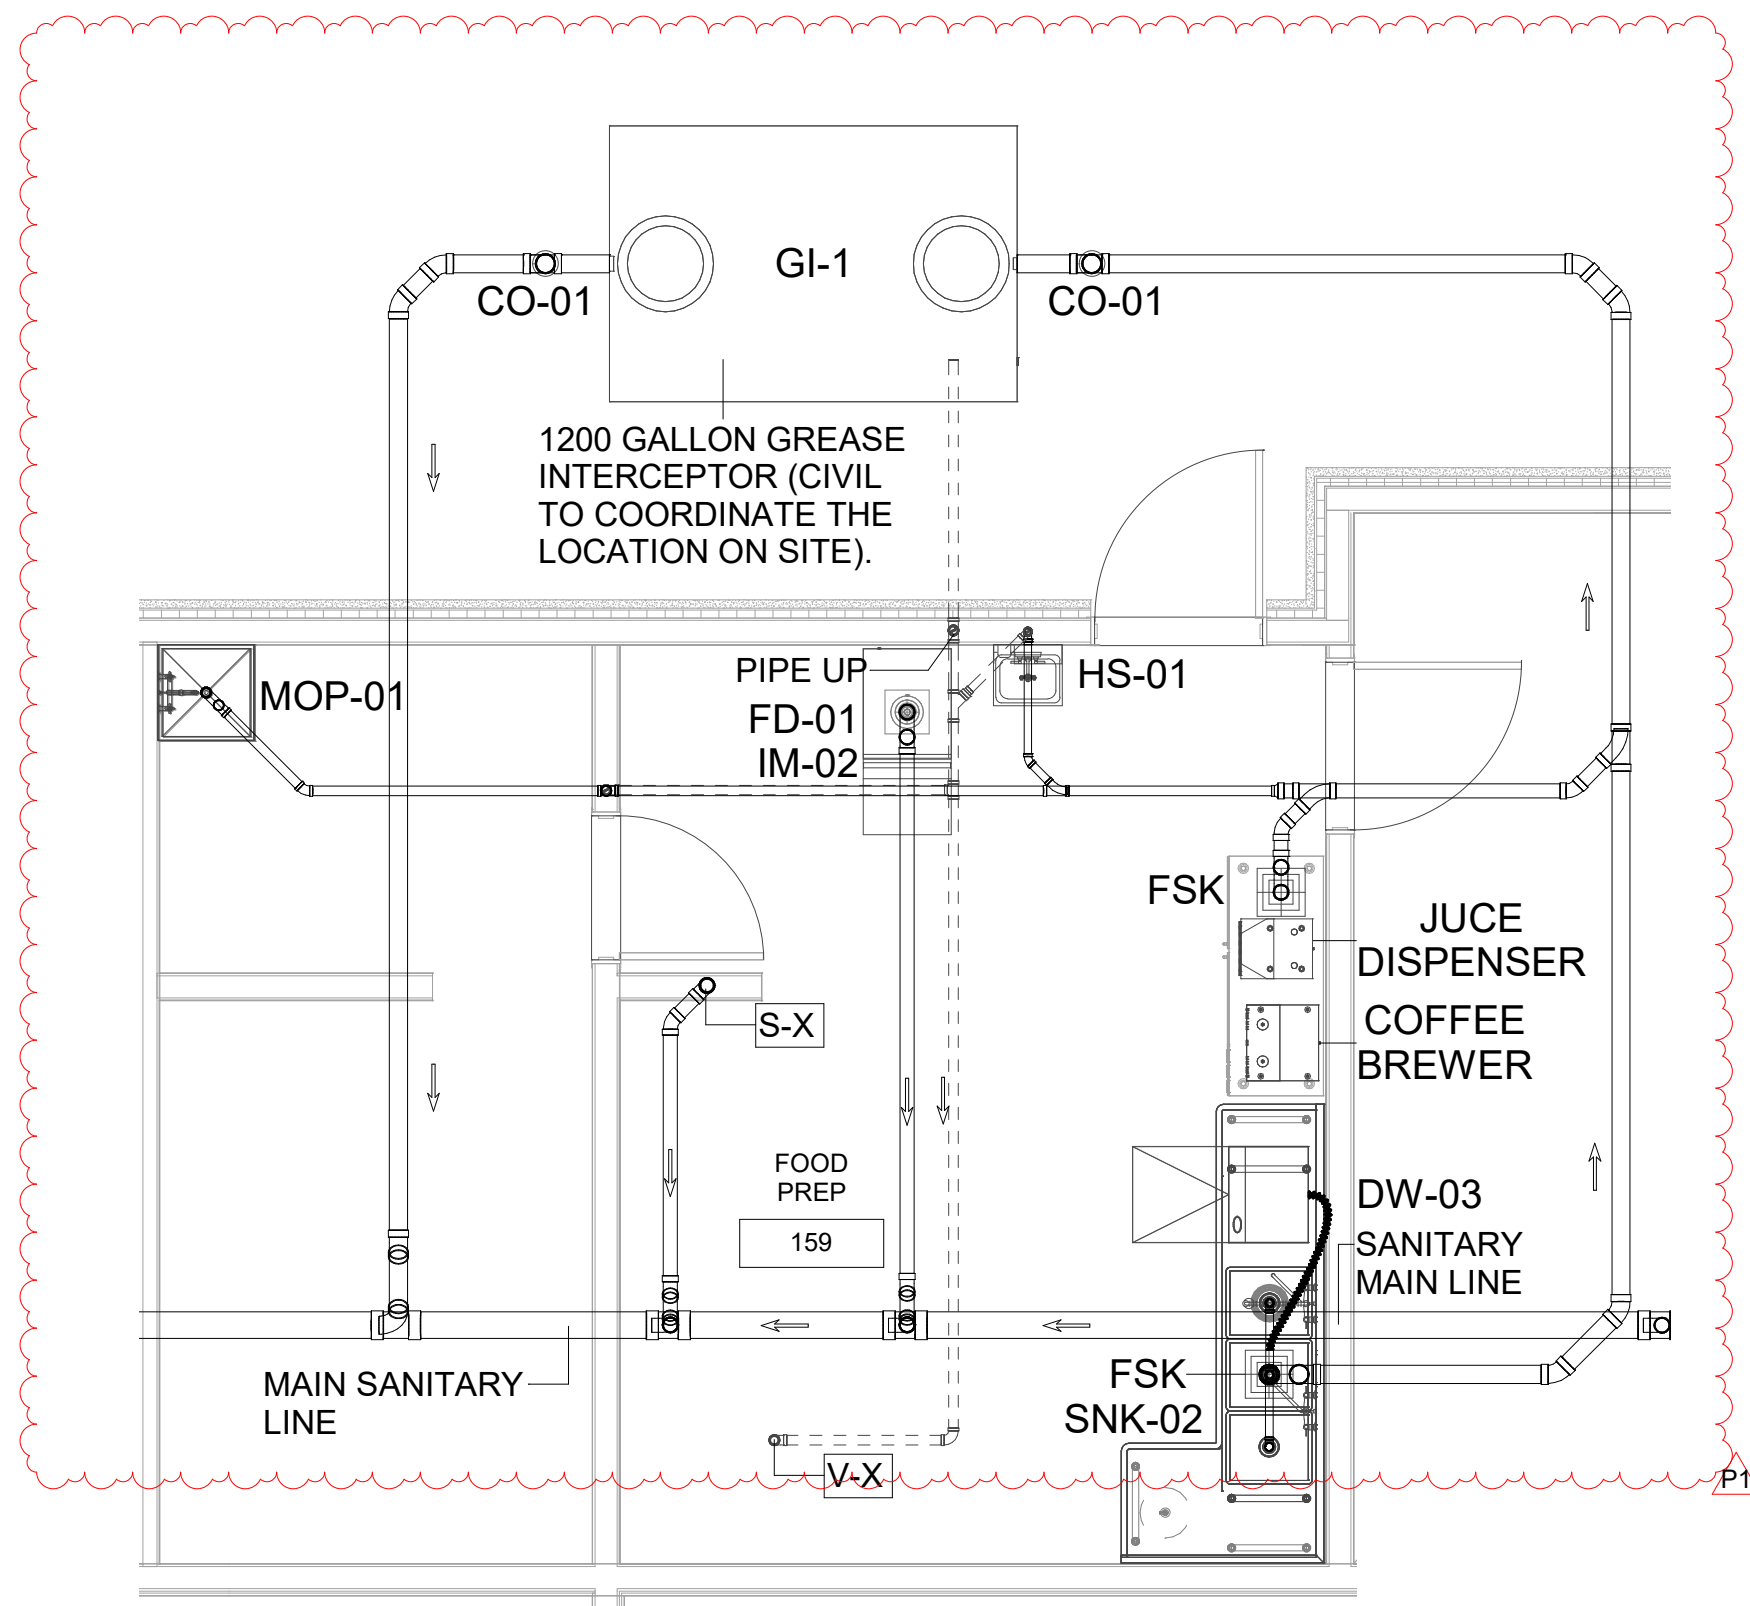 GI-1
CO-01
CO-01
1200 GALLON GREASE
INTERCEPTOR (CIVIL
TO COORDINATE THE
LOCATION ON SITE).
PIPE UP
HS-01
MOP-01
FD-01
IM-02
FSK
JUCE
DISPENSER
S-X
COFFEE
BREWER
FOOD
PREP
159
DW-03
SANITARY
MAIN LINE
MAIN SANITARY
LINE
FSK
SNK-02
V-X
P1